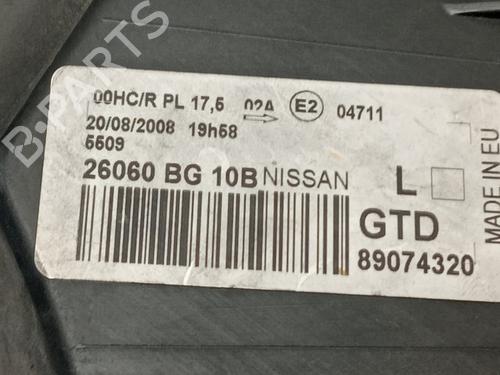 B-PARTS
00HC/R PL 17,5 02A E2 04711
20/08/2008 19h58
5509
26060 BG 10B NISSAN L
GTD
89074320
MADE IN EU